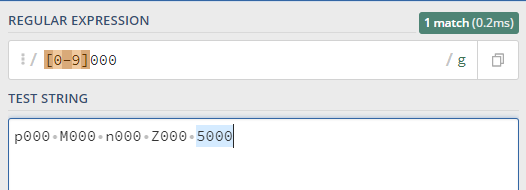 REGULAR EXPRESSION
1 match (0.2ms)
/ [0-9]000 / g
TEST STRING
p000·M000·n000·Z000·5000